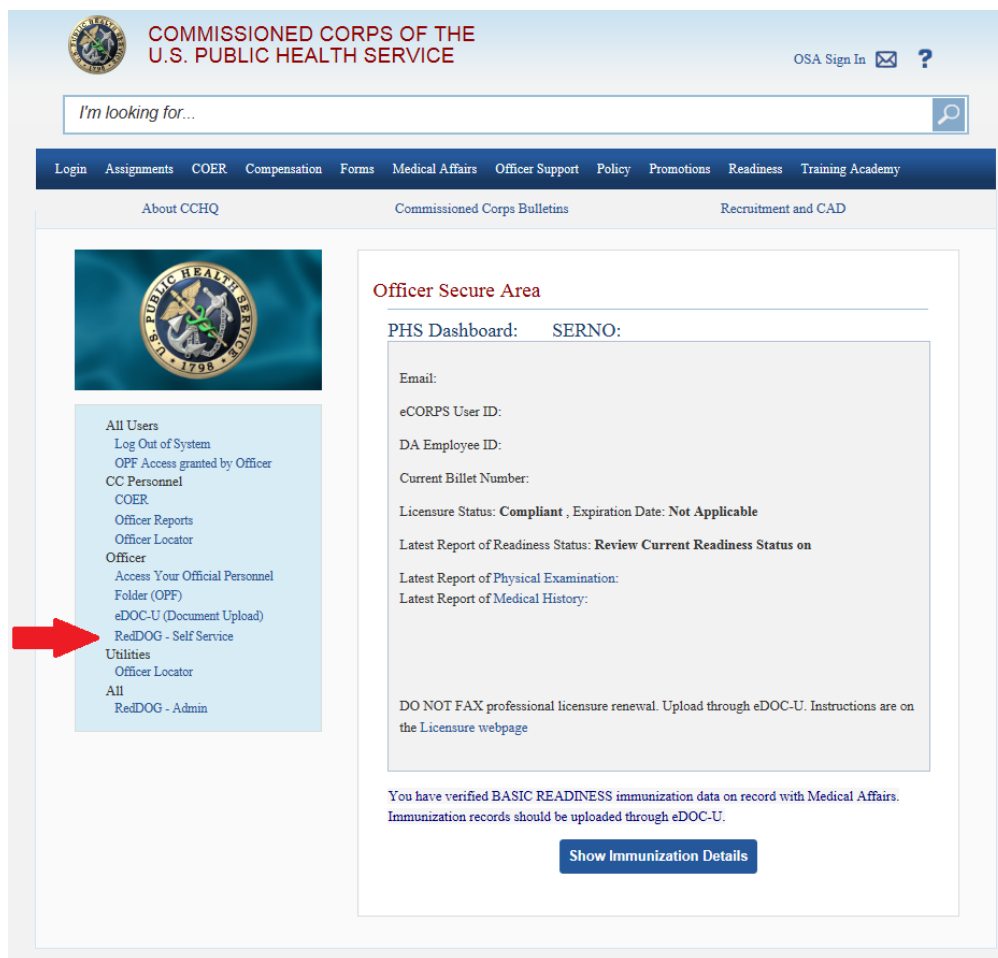 COMMISSIONED CORPS OF THE
U.S. PUBLIC HEALTH SERVICE
OSA Sign In
?
I'm looking for...
Login Assignments COER Compensation Forms Medical Affairs Officer Support Policy Promotions Readiness Training Academy
About CCHQ Commissioned Corps Bulletins Recruitment and CAD
U.S. PUBLIC HEALTH SERVICE
1798
All Users
Log Out of System
OPF Access granted by Officer
CC Personnel
COER
Officer Reports
Officer Locator
Officer
Access Your Official Personnel
Folder (OPF)
eDOC-U (Document Upload)
RedDOG - Self Service
Utilities
Officer Locator
All
RedDOG - Admin
Officer Secure Area
PHS Dashboard: SERNO:
Email:
eCORPS User ID:
DA Employee ID:
Current Billet Number:
Licensure Status: Compliant , Expiration Date: Not Applicable
Latest Report of Readiness Status: Review Current Readiness Status on
Latest Report of Physical Examination:
Latest Report of Medical History:
DO NOT FAX professional licensure renewal. Upload through eDOC-U. Instructions are on
the Licensure webpage
You have verified BASIC READINESS immunization data on record with Medical Affairs.
Immunization records should be uploaded through eDOC-U.
Show Immunization Details